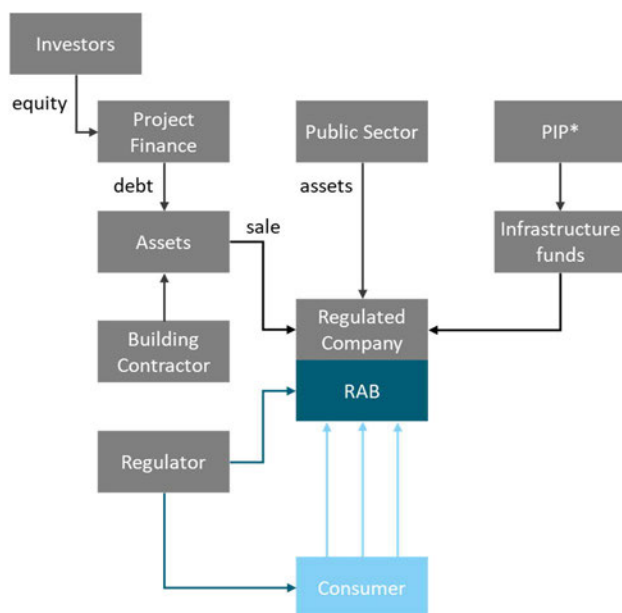 Investors
equity
Project
Finance
Public Sector
PIP*
debt
assets
Assets
sale
Infrastructure
funds
Building
Contractor
Regulated
Company
RAB
Regulator
Consumer